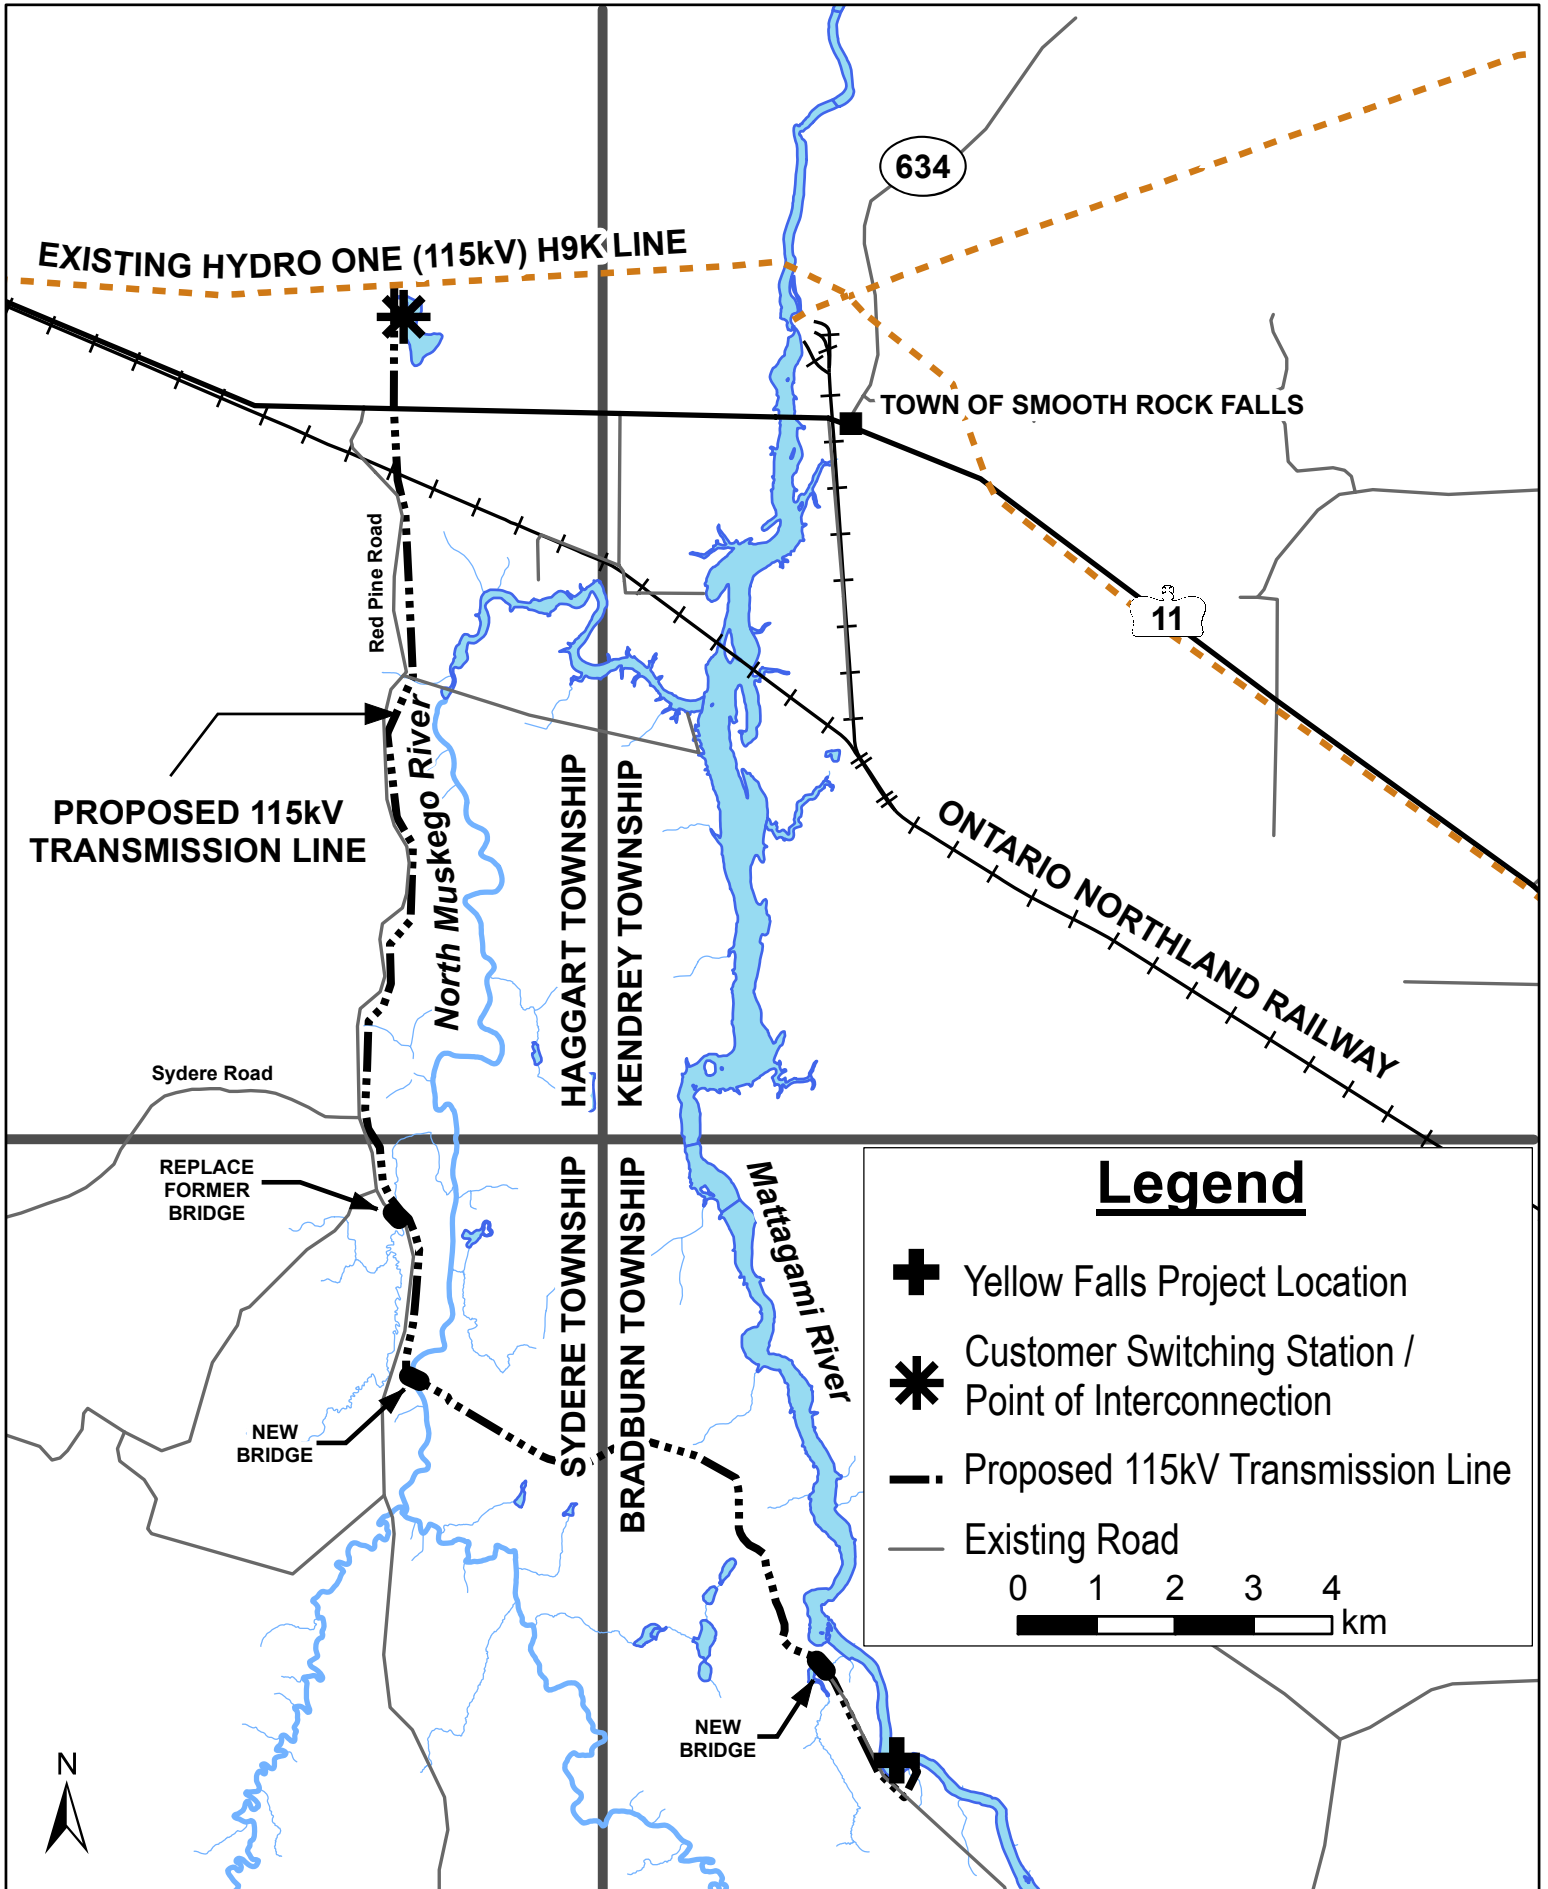 634
EXISTING HYDRO ONE (115kV) H9K LINE
TOWN OF SMOOTH ROCK FALLS
Red Pine Road
11
PROPOSED 115kV
TRANSMISSION LINE
North Muskego River
HAGGART TOWNSHIP
KENDREY TOWNSHIP
ONTARIO NORTHLAND RAILWAY
Sydere Road
REPLACE
FORMER
BRIDGE
SYDERE TOWNSHIP
BRADBURN TOWNSHIP
Mattagami River
NEW
BRIDGE
NEW
BRIDGE
N
Legend
Yellow Falls Project Location
Customer Switching Station /
Point of Interconnection
Proposed 115kV Transmission Line
Existing Road
0 1 2 3 4
km